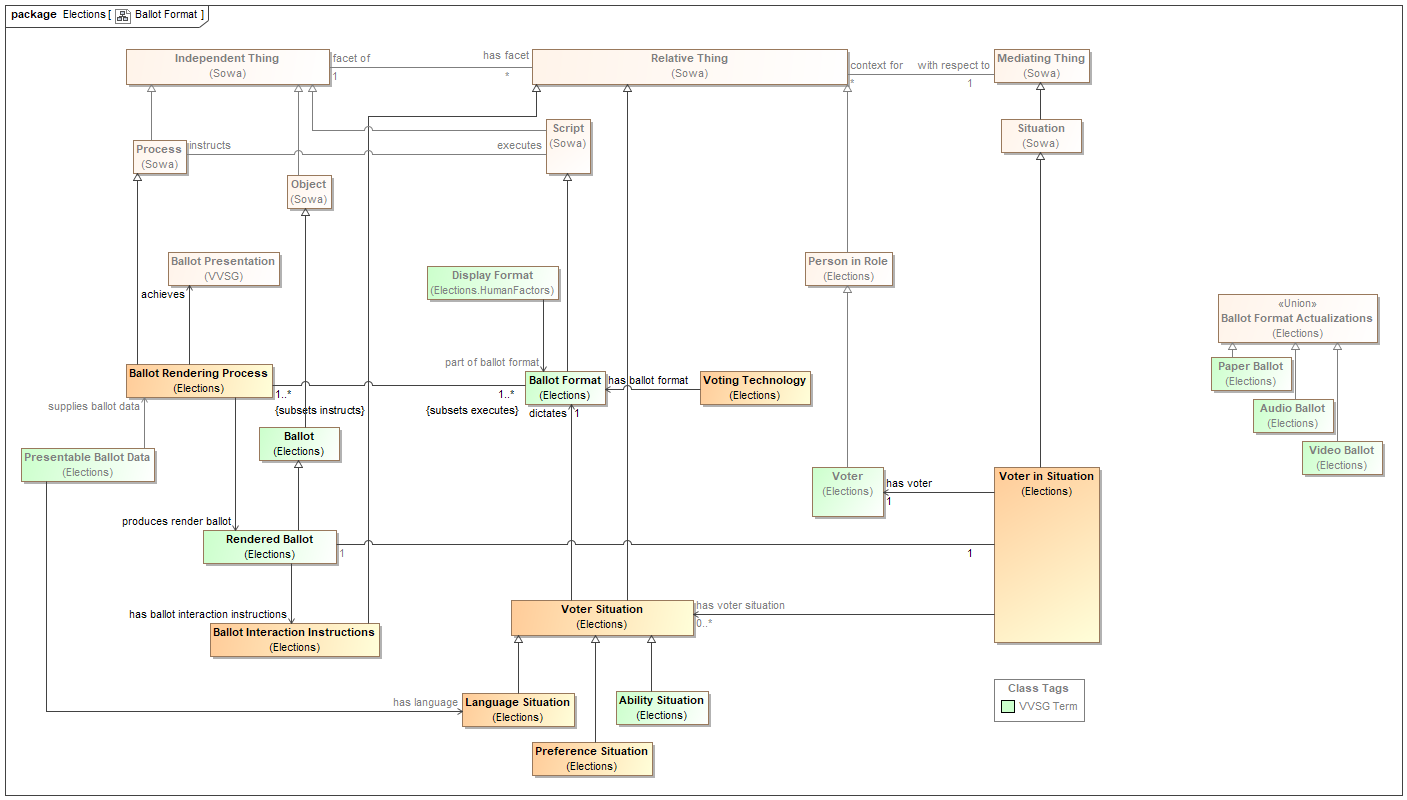 package Elections [ Ballot Format ]
Independent Thing
(Sowa)
facet of
1
has facet
*
Relative Thing
(Sowa)
context for
*
with respect to
1
Mediating Thing
(Sowa)
Process
(Sowa)
instructs
executes
Script
(Sowa)
Situation
(Sowa)
Object
(Sowa)
Ballot Presentation
(VVSG)
achieves
Display Format
(Elections.HumanFactors)
Person in Role
(Elections)
«Union»
Ballot Format Actualizations
(Elections)
part of ballot format
Ballot Rendering Process
(Elections)
1..*
{subsets instructs}
1..*
{subsets executes}
Ballot Format
(Elections)
dictates
1
has ballot format
Voting Technology
(Elections)
Paper Ballot
(Elections)
Audio Ballot
(Elections)
Video Ballot
(Elections)
supplies ballot data
Presentable Ballot Data
(Elections)
Ballot
(Elections)
Voter
(Elections)
has voter
1
Voter in Situation
(Elections)
produces render ballot
Rendered Ballot
(Elections)
1
1
has ballot interaction instructions
Ballot Interaction Instructions
(Elections)
Voter Situation
(Elections)
has voter situation
0..*
has language
Language Situation
(Elections)
Ability Situation
(Elections)
Preference Situation
(Elections)
Class Tags
VVSG Term